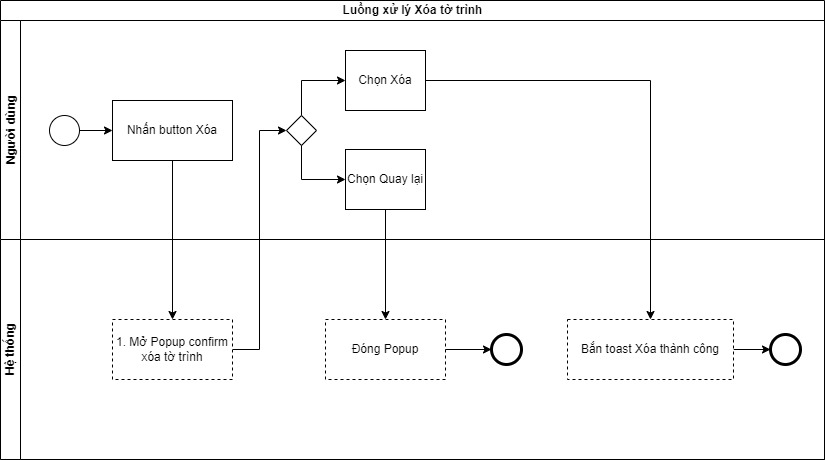 Luồng xử lý Xóa tờ trình
Người dùng
Nhấn button Xóa
Chọn Xóa
Chọn Quay lại
Hệ thống
1. Mở Popup confirm
xóa tờ trình
Đóng Popup
Bắn toast Xóa thành công